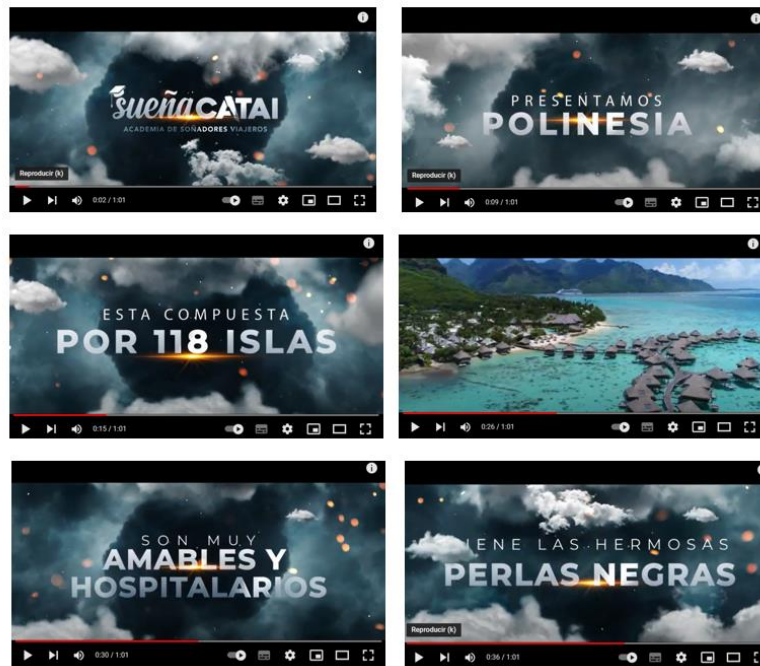 sueñaCATAI
ACADEMIA DE SOÑADORES VIAJEROS
Reproducir (k)
0:02 / 1:01
PRESENTAMOS
POLINESIA
Reproducir (k)
0:09 / 1:01
ESTA COMPUESTA
POR 118 ISLAS
0:15 / 1:01
0:26 / 1:01
SON MUY
AMABLES Y
HOSPITALARIOS
0:30 / 1:01
IENE LAS HERMOSAS
PERLAS NEGRAS
Reproducir (k)
0:36 / 1:01